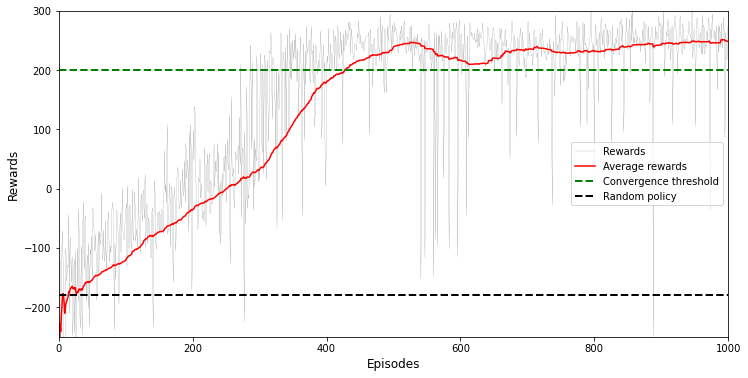 300
200
100
0
−100
−200
Rewards
Rewards
Average rewards
Convergence threshold
Random policy
0
200
400
600
800
1000
Episodes